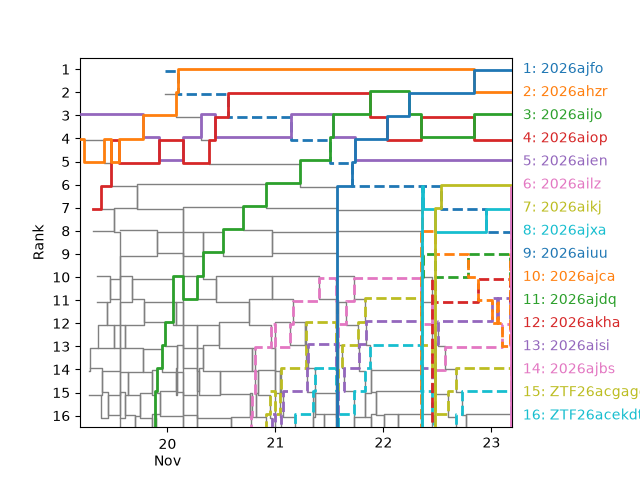 1
2
3
4
5
6
7
8
9
10
11
12
13
14
15
16
Rank
20
21
22
23
Nov
1: 2026ajfo
2: 2026ahzr
3: 2026aijo
4: 2026aiop
5: 2026aien
6: 2026ailz
7: 2026aikj
8: 2026ajxa
9: 2026aiuu
10: 2026ajca
11: 2026ajdq
12: 2026akha
13: 2026aisi
14: 2026ajbs
15: ZTF26acgag
16: ZTF26acekdt